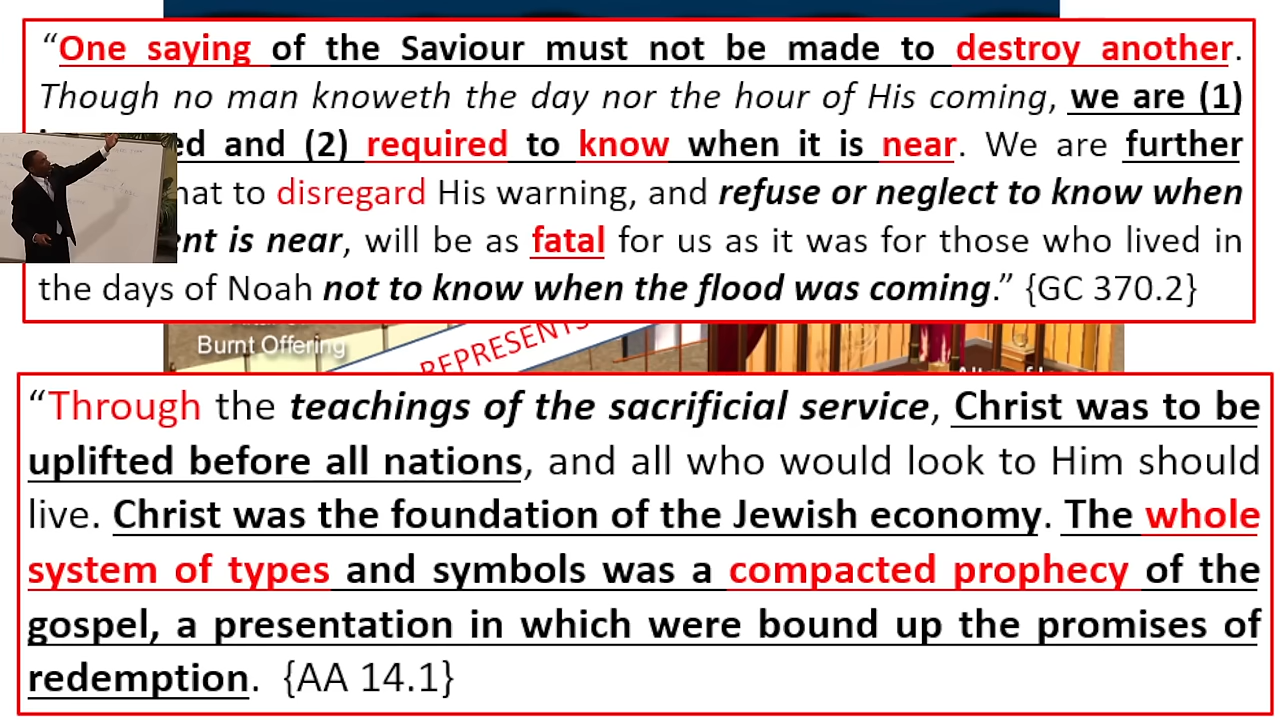 “One saying of the Saviour must not be made to destroy another.
Though no man knoweth the day nor the hour of His coming, we are (1)
and (2) required to know when it is near. We are further
to disregard His warning, and refuse or neglect to know when
is near, will be as fatal for us as it was for those who lived in
the days of Noah not to know when the flood was coming.” {GC 370.2}
Burnt Offering
REPRESENTS
“Through the teachings of the sacrificial service, Christ was to be
uplifted before all nations, and all who would look to Him should
live. Christ was the foundation of the Jewish economy. The whole
system of types and symbols was a compacted prophecy of the
gospel, a presentation in which were bound up the promises of
redemption. {AA 14.1}